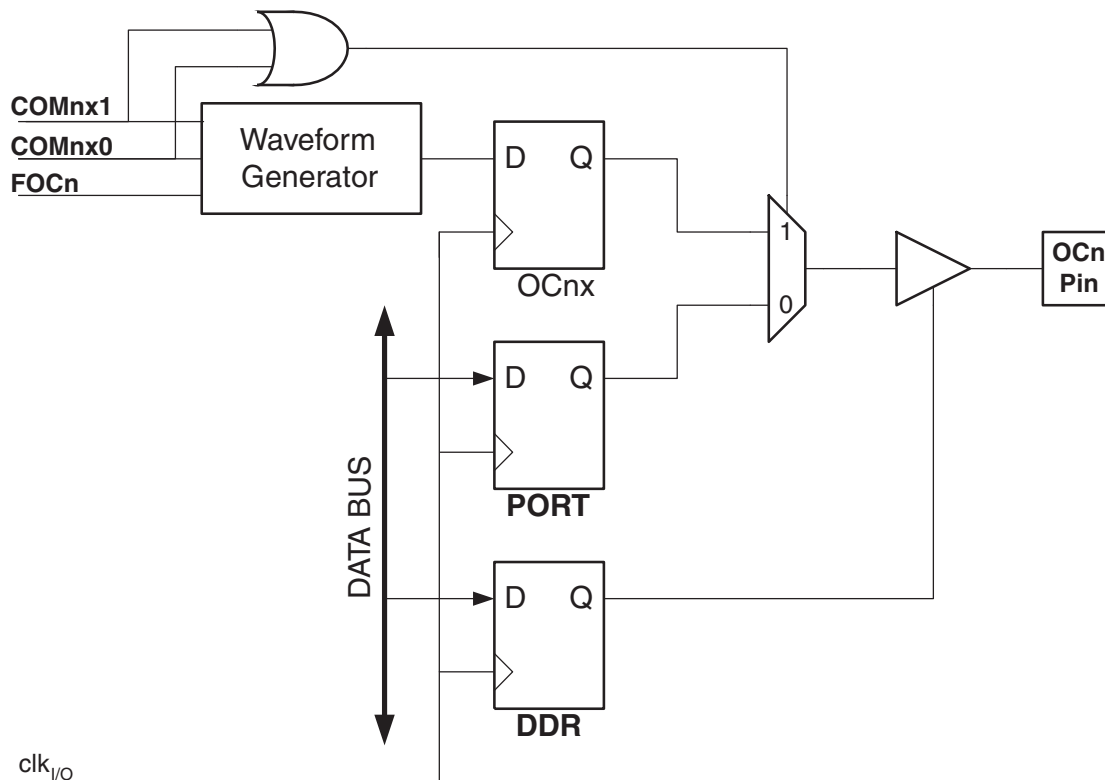 COMnx1
COMnx0
FOCn
Waveform
Generator
D Q
OCnx
1
0
OCn
Pin
D Q
PORT
DATA BUS
D Q
DDR
clkI/O